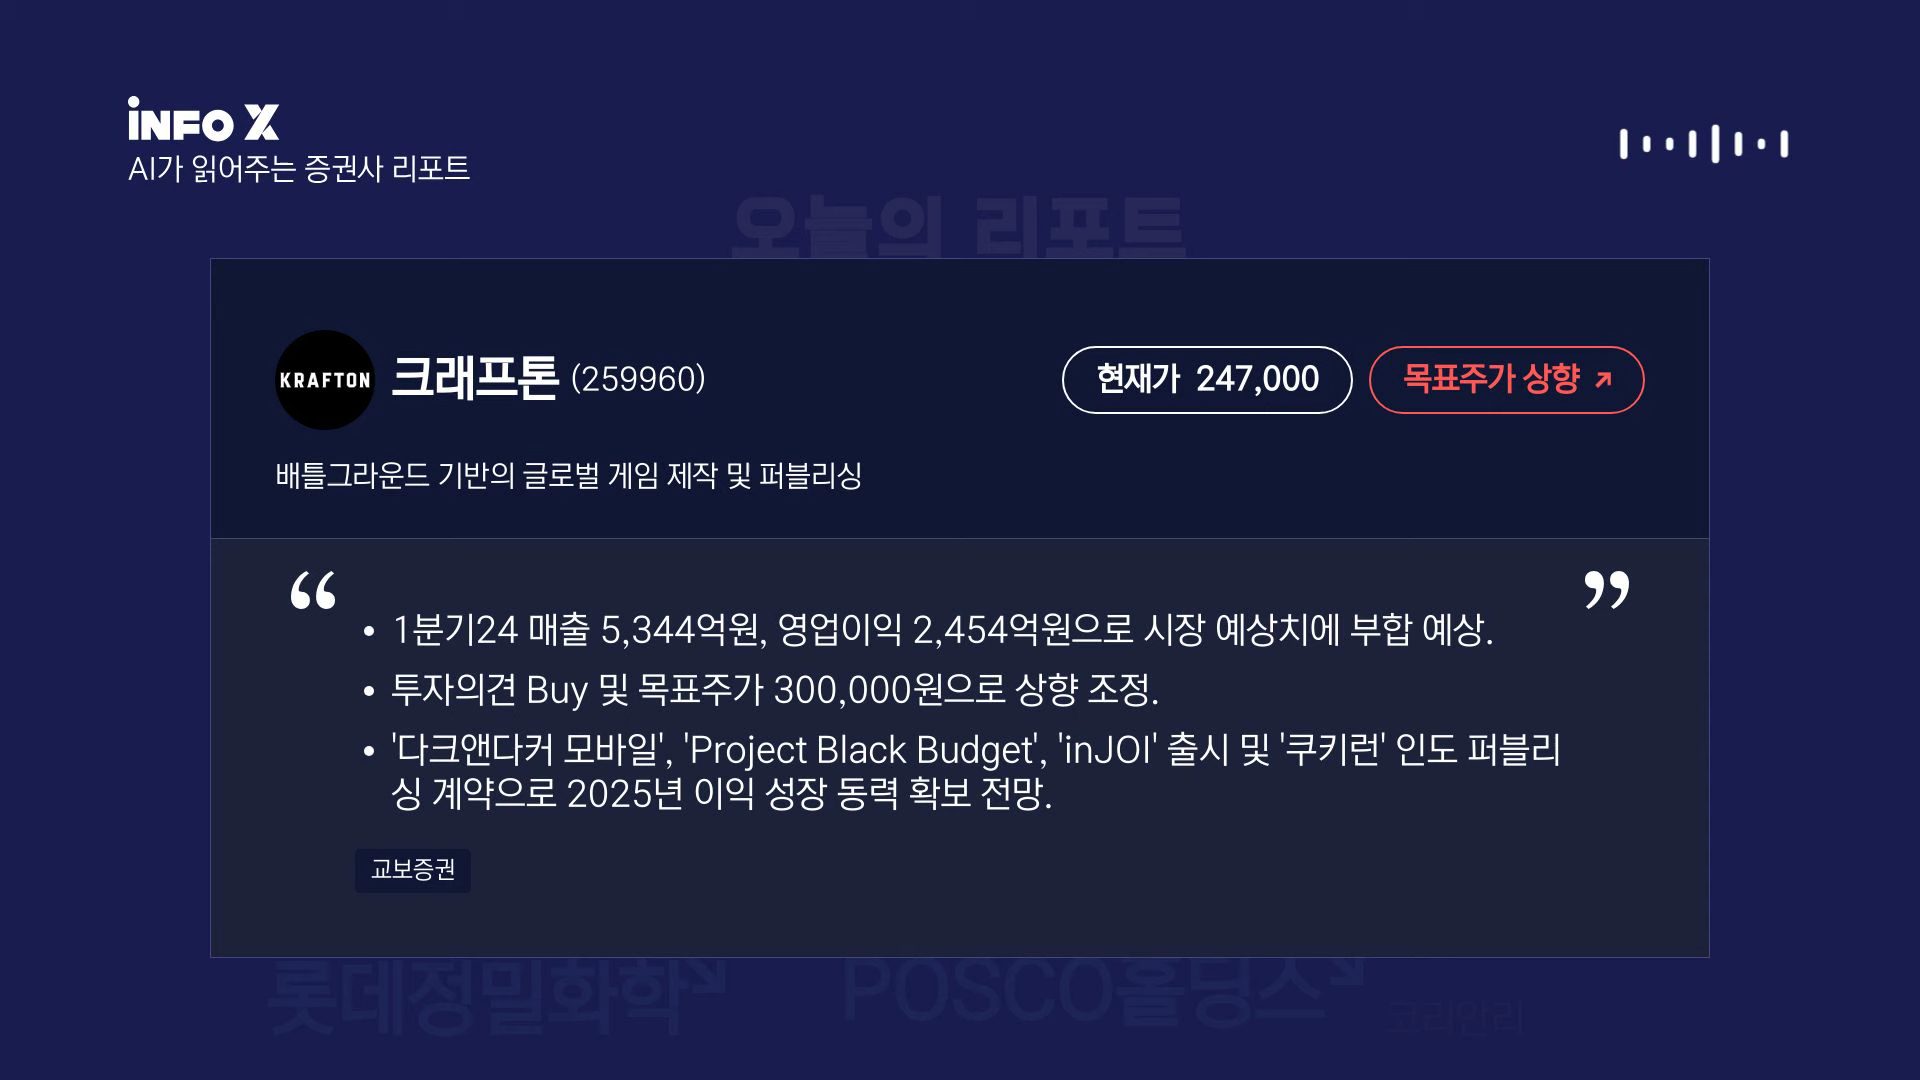 iNFO X
AI가 읽어주는 증권사 리포트
오늘의 리포트
KRAFTON
크래프톤 (259960)
현재가 247,000
목표주가 상향 ↗
배틀그라운드 기반의 글로벌 게임 제작 및 퍼블리싱
“ ”
• 1분기24 매출 5,344억원, 영업이익 2,454억원으로 시장 예상치에 부합 예상.
• 투자의견 Buy 및 목표주가 300,000원으로 상향 조정.
• '다크앤다커 모바일', 'Project Black Budget', 'inJOI' 출시 및 '쿠키런' 인도 퍼블리
싱 계약으로 2025년 이익 성장 동력 확보 전망.
교보증권
롯데정밀화학↘
POSCO홀딩스↘
코리안리